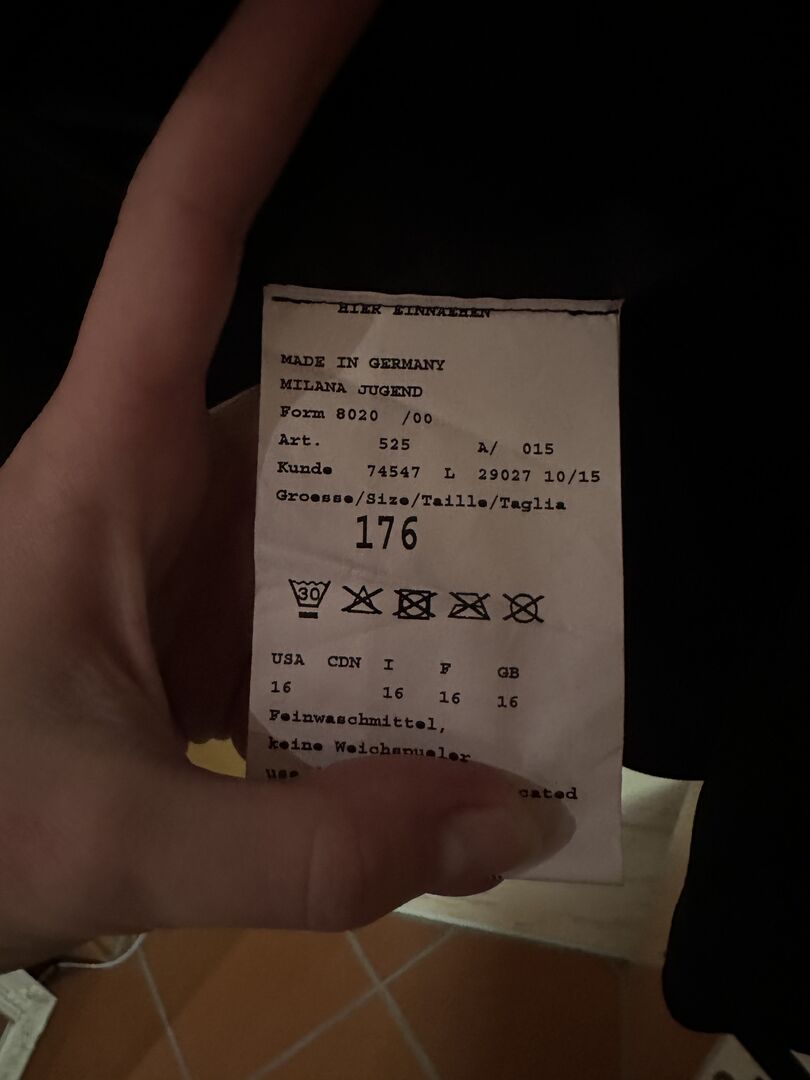 HIER EINNAEHEN
MADE IN GERMANY
MILANA JUGEND
Form 8020 /00
Art. 525 A/ 015
Kunde 74547 L 29027 10/15
Groesse/Size/Taille/Taglia
176
30
USA CDN I F GB
16 16 16 16
Feinwaschmittel,
keine Weichspueler
use